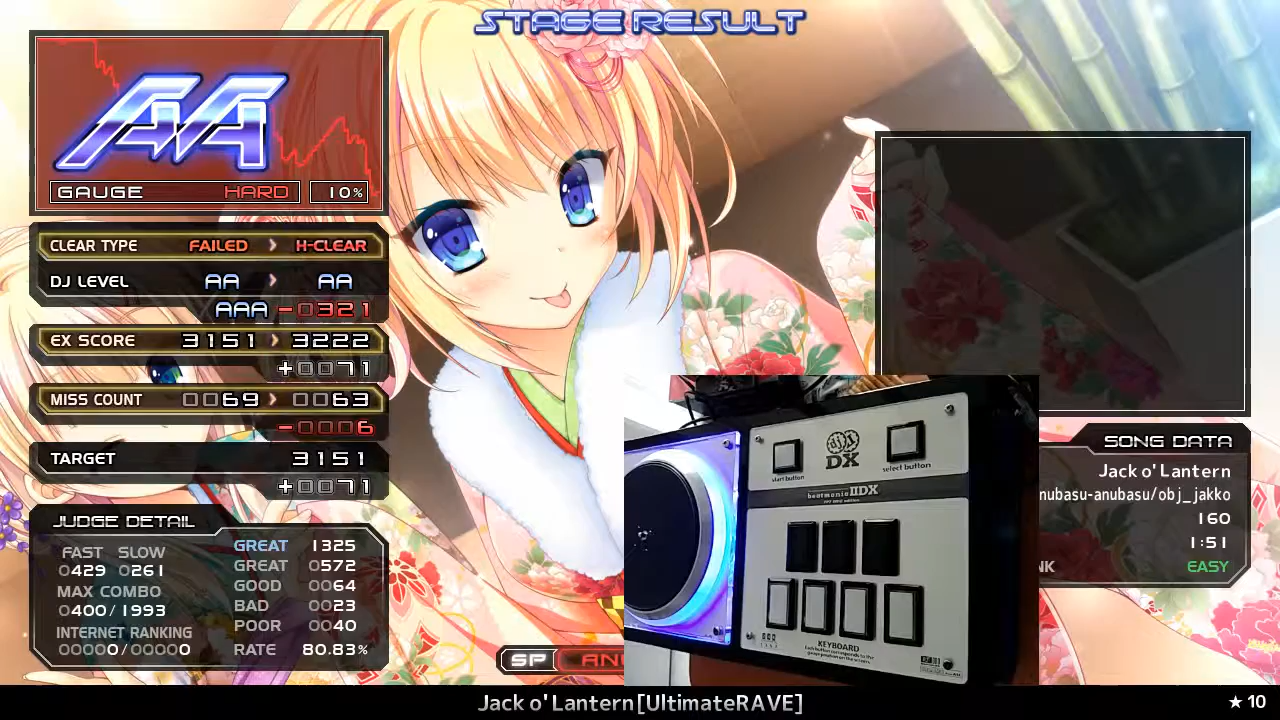 STAGE RESULT
AA
GAUGE HARD 10%
CLEAR TYPE FAILED › H-CLEAR
DJ LEVEL AA › AA
AAA -0321
EX SCORE 3151 › 3222
+0071
MISS COUNT 0069 › 0063
-0006
TARGET 3151
+0071
JUDGE DETAIL
FAST SLOW
0429 0261
MAX COMBO
0400/1993
INTERNET RANKING
00000/00000
GREAT 1325
GREAT 0572
GOOD 0064
BAD 0023
POOR 0040
RATE 80.83%
start button
DX
select button
beatmania IIDX
KEYBOARD
SONG DATA
Jack o' Lantern
nubasu-anubasu/obj_jakko
160
1:51
NK EASY
SP AN
Jack o' Lantern[UltimateRAVE]
★10